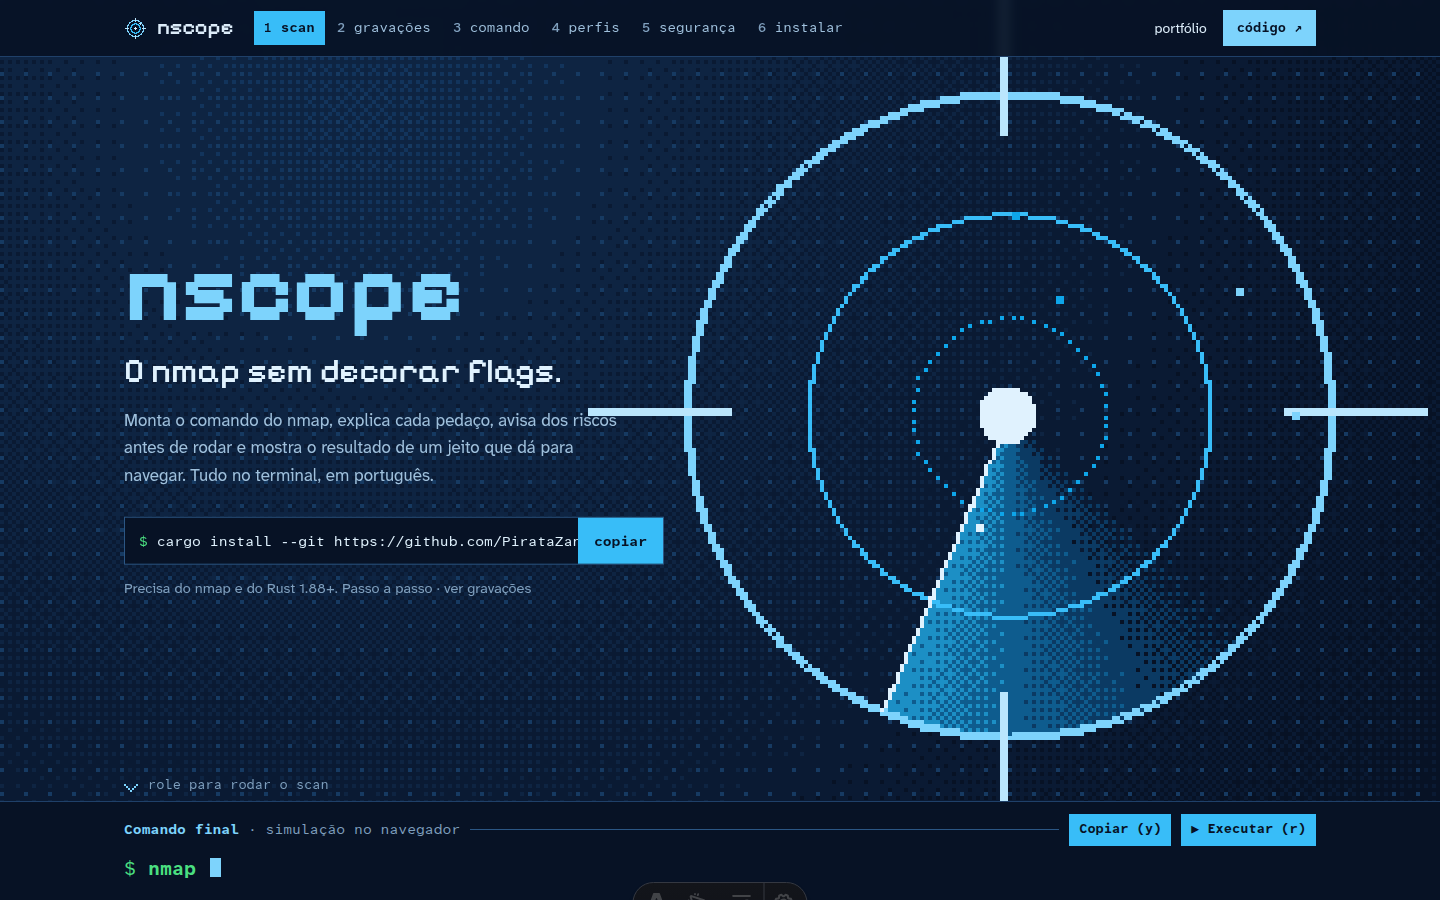 nscope
1 scan
2 gravações
3 comando
4 perfis
5 segurança
6 instalar
portfólio
código ↗
nscope
O nmap sem decorar flags.
Monta o comando do nmap, explica cada pedaço, avisa dos riscos
antes de rodar e mostra o resultado de um jeito que dá para
navegar. Tudo no terminal, em português.
$ cargo install --git https://github.com/PirataZar
copiar
Precisa do nmap e do Rust 1.88+. Passo a passo · ver gravações
role para rodar o scan
Comando final · simulação no navegador
Copiar (y)
▶ Executar (r)
$ nmap